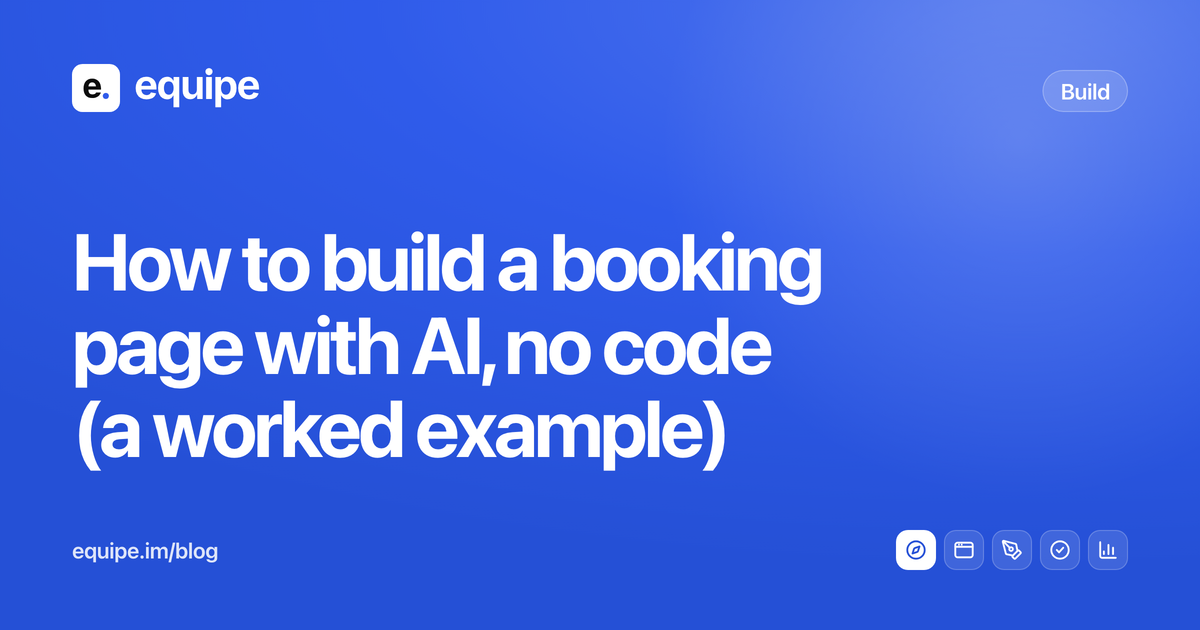 e. equipe
Build
How to build a booking
page with AI, no code
(a worked example)
equipe.im/blog